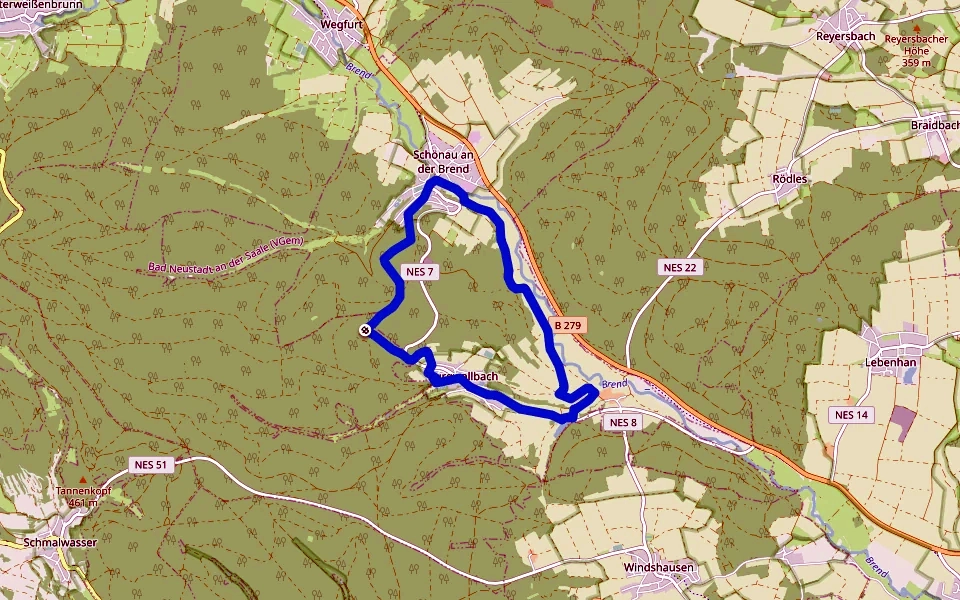 terweißenbrunn
Wegfurt
Reyersbach
Reyersbacher
Höhe
359 m
Brend
Braidbach
Schönau an
der Brend
Rödles
Bad Neustadt an der Saale (VGem)
NES 7
NES 22
B 279
Lebenhan
Brend
NES 14
NES 8
NES 51
Tannenkopf
461 m
Schmalwasser
Windshausen
Brend